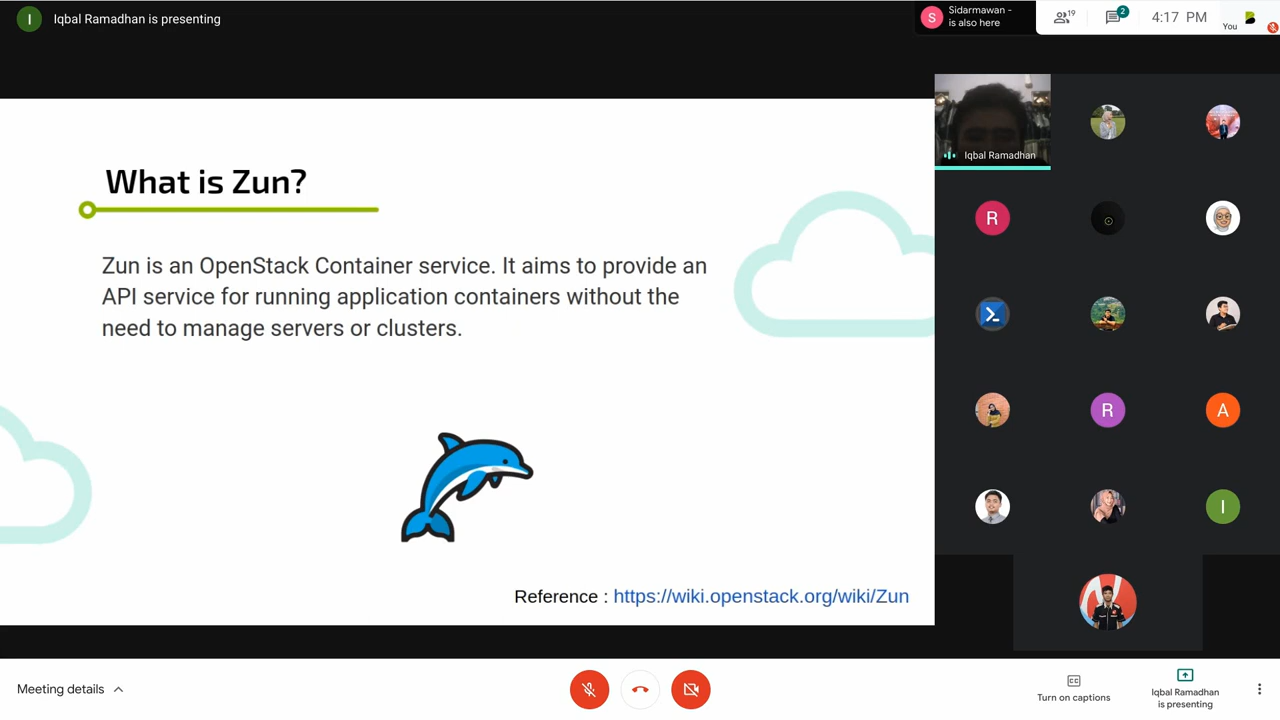 I
Iqbal Ramadhan is presenting
S
Sidarmawan -
is also here
19
2
4:17 PM
You
What is Zun?
Zun is an OpenStack Container service. It aims to provide an
API service for running application containers without the
need to manage servers or clusters.
Reference : https://wiki.openstack.org/wiki/Zun
Iqbal Ramadhan
R
R
A
I
Meeting details
CC
Turn on captions
Iqbal Ramadhan
is presenting